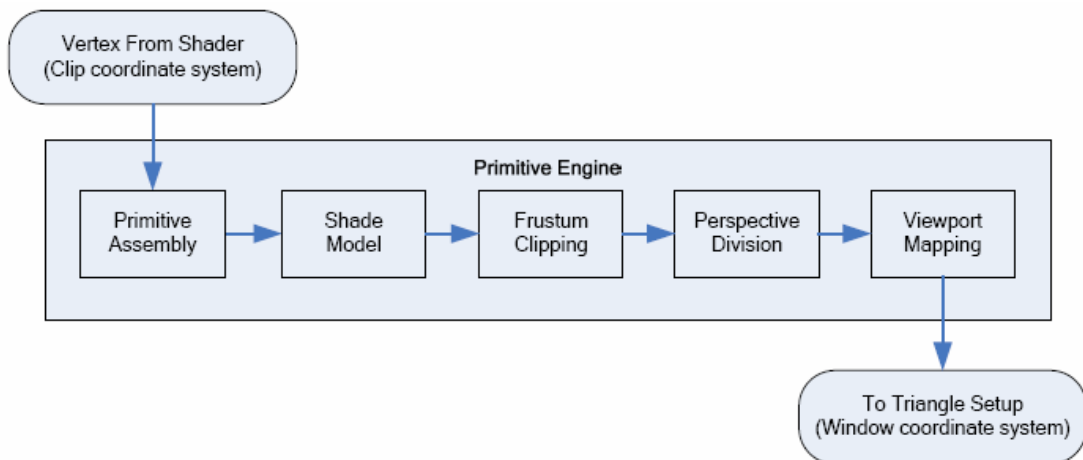 Vertex From Shader
(Clip coordinate system)
Primitive Engine
Primitive
Assembly
Shade
Model
Frustum
Clipping
Perspective
Division
Viewport
Mapping
To Triangle Setup
(Window coordinate system)